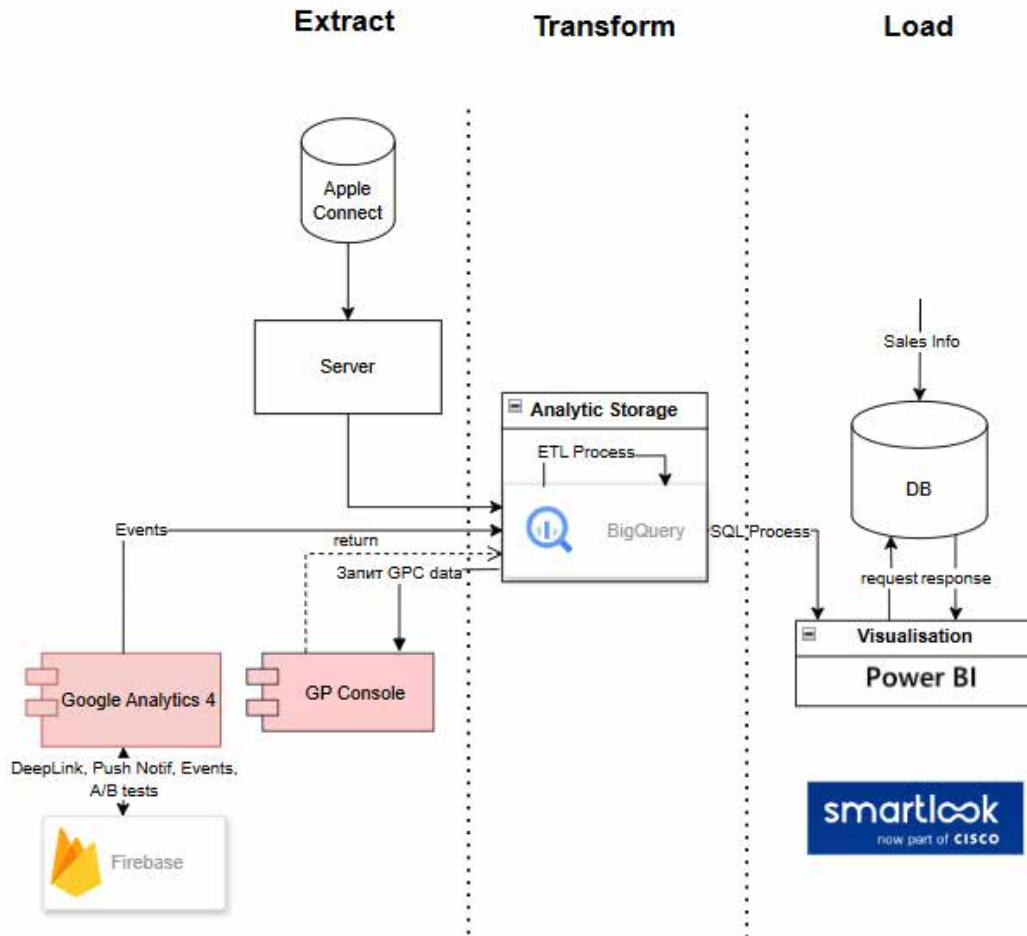 Extract
Transform
Load
Apple
Connect
Server
Sales Info
Analytic Storage
ETL Process
DB
Events
BigQuery
SQL Process
return
Запит GPC data
request
response
Visualisation
Power BI
Google Analytics 4
GP Console
DeepLink, Push Notif, Events,
A/B tests
Firebase
smartlook
now part of CISCO